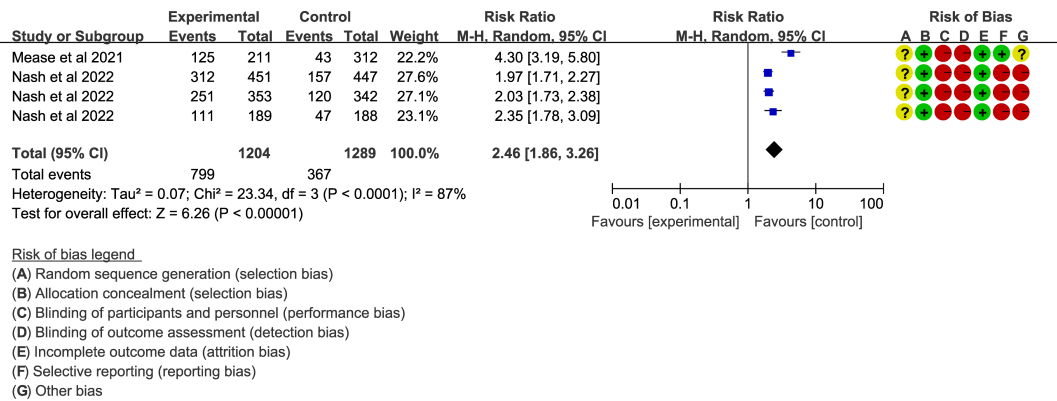 Experimental Control Risk Ratio Risk Ratio Risk of Bias
Study or Subgroup Events Total Events Total Weight M-H, Random, 95% CI M-H, Random, 95% CI A B C D E F G
Mease et al 2021 125 211 43 312 22.2% 4.30 [3.19, 5.80] ? + - - + + ?
Nash et al 2022 312 451 157 447 27.6% 1.97 [1.71, 2.27] ? + - - + - -
Nash et al 2022 251 353 120 342 27.1% 2.03 [1.73, 2.38] ? + - - + - -
Nash et al 2022 111 189 47 188 23.1% 2.35 [1.78, 3.09] ? + - - + - -
Total (95% CI) 1204 1289 100.0% 2.46 [1.86, 3.26]
Total events 799 367
Heterogeneity: Tau² = 0.07; Chi² = 23.34, df = 3 (P < 0.0001); I² = 87%
Test for overall effect: Z = 6.26 (P < 0.00001)
0.01 0.1 1 10 100
Favours [experimental] Favours [control]
Risk of bias legend
(A) Random sequence generation (selection bias)
(B) Allocation concealment (selection bias)
(C) Blinding of participants and personnel (performance bias)
(D) Blinding of outcome assessment (detection bias)
(E) Incomplete outcome data (attrition bias)
(F) Selective reporting (reporting bias)
(G) Other bias